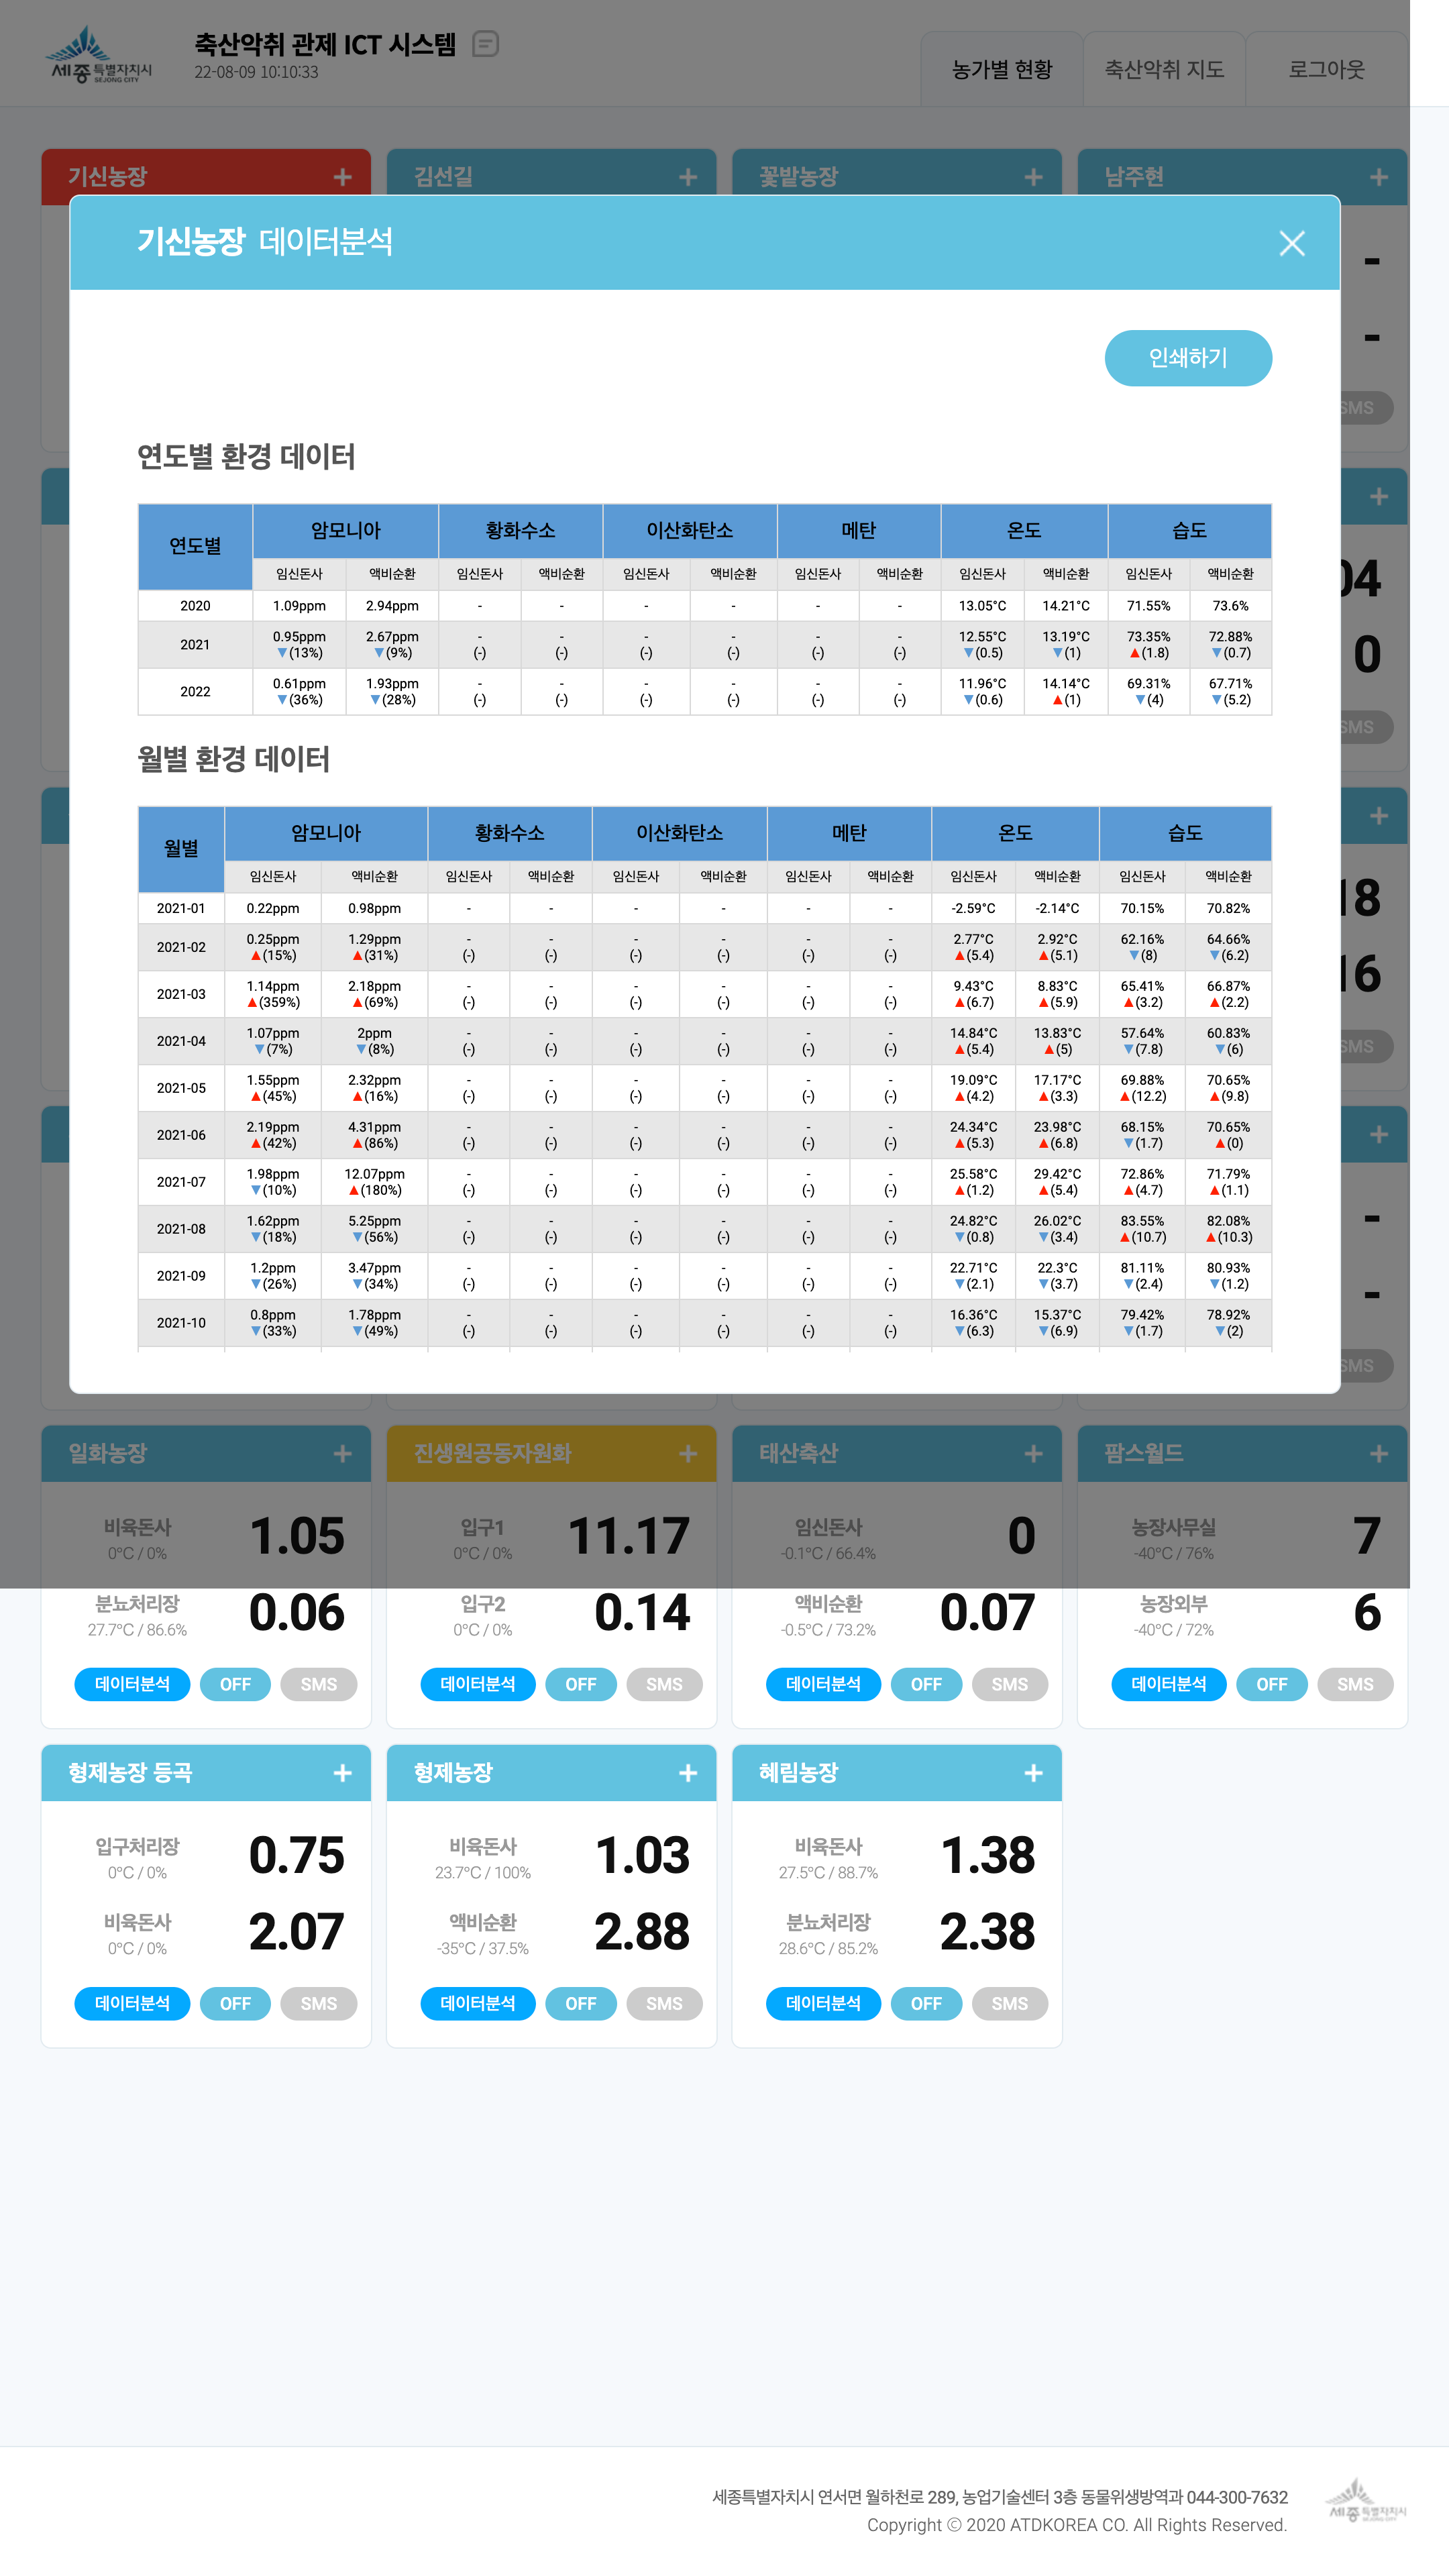 세종특별자치시
SEJONG CITY
축산악취 관제 ICT 시스템
22-08-09 10:10:33
농가별 현황 축산악취 지도 로그아웃
기신농장 + 김선길 + 꽃밭농장 + 남주현 +
기신농장 데이터분석
인쇄하기
-
-
SMS
연도별 환경 데이터
연도별 암모니아 황화수소 이산화탄소 메탄 온도 습도
임신돈사 액비순환 임신돈사 액비순환 임신돈사 액비순환 임신돈사 액비순환 임신돈사 액비순환 임신돈사 액비순환
2020 1.09ppm 2.94ppm - - - - - - 13.05°C 14.21°C 71.55% 73.6%
2021 0.95ppm 2.67ppm - - - - - - 12.55°C 13.19°C 73.35% 72.88%
▼(13%) ▼(9%) (-) (-) (-) (-) (-) (-) ▼(0.5) ▼(1) ▲(1.8) ▼(0.7)
2022 0.61ppm 1.93ppm - - - - - - 11.96°C 14.14°C 69.31% 67.71%
▼(36%) ▼(28%) (-) (-) (-) (-) (-) (-) ▼(0.6) ▲(1) ▼(4) ▼(5.2)
+
04
0
SMS
월별 환경 데이터
월별 암모니아 황화수소 이산화탄소 메탄 온도 습도
임신돈사 액비순환 임신돈사 액비순환 임신돈사 액비순환 임신돈사 액비순환 임신돈사 액비순환 임신돈사 액비순환
2021-01 0.22ppm 0.98ppm - - - - - - -2.59°C -2.14°C 70.15% 70.82%
2021-02 0.25ppm 1.29ppm - - - - - - 2.77°C 2.92°C 62.16% 64.66%
▲(15%) ▲(31%) (-) (-) (-) (-) (-) (-) ▲(5.4) ▲(5.1) ▼(8) ▼(6.2)
2021-03 1.14ppm 2.18ppm - - - - - - 9.43°C 8.83°C 65.41% 66.87%
▲(359%) ▲(69%) (-) (-) (-) (-) (-) (-) ▲(6.7) ▲(5.9) ▲(3.2) ▲(2.2)
2021-04 1.07ppm 2ppm - - - - - - 14.84°C 13.83°C 57.64% 60.83%
▼(7%) ▼(8%) (-) (-) (-) (-) (-) (-) ▲(5.4) ▲(5) ▼(7.8) ▼(6)
2021-05 1.55ppm 2.32ppm - - - - - - 19.09°C 17.17°C 69.88% 70.65%
▲(45%) ▲(16%) (-) (-) (-) (-) (-) (-) ▲(4.2) ▲(3.3) ▲(12.2) ▲(9.8)
2021-06 2.19ppm 4.31ppm - - - - - - 24.34°C 23.98°C 68.15% 70.65%
▲(42%) ▲(86%) (-) (-) (-) (-) (-) (-) ▲(5.3) ▲(6.8) ▼(1.7) ▲(0)
2021-07 1.98ppm 12.07ppm - - - - - - 25.58°C 29.42°C 72.86% 71.79%
▼(10%) ▲(180%) (-) (-) (-) (-) (-) (-) ▲(1.2) ▲(5.4) ▲(4.7) ▲(1.1)
2021-08 1.62ppm 5.25ppm - - - - - - 24.82°C 26.02°C 83.55% 82.08%
▼(18%) ▼(56%) (-) (-) (-) (-) (-) (-) ▼(0.8) ▼(3.4) ▲(10.7) ▲(10.3)
2021-09 1.2ppm 3.47ppm - - - - - - 22.71°C 22.3°C 81.11% 80.93%
▼(26%) ▼(34%) (-) (-) (-) (-) (-) (-) ▼(2.1) ▼(3.7) ▼(2.4) ▼(1.2)
2021-10 0.8ppm 1.78ppm - - - - - - 16.36°C 15.37°C 79.42% 78.92%
▼(33%) ▼(49%) (-) (-) (-) (-) (-) (-) ▼(6.3) ▼(6.9) ▼(1.7) ▼(2)
+
18
16
SMS
+
-
-
SMS
일화농장 + 진생원공동자원화 + 태산축산 + 팜스월드 +
비육돈사 1.05 입구1 11.17 임신돈사 0 농장사무실 7
0°C / 0% 0°C / 0% -0.1°C / 66.4% -40°C / 76%
분뇨처리장 0.06 입구2 0.14 액비순환 0.07 농장외부 6
27.7°C / 86.6% 0°C / 0% -0.5°C / 73.2% -40°C / 72%
데이터분석 OFF SMS 데이터분석 OFF SMS 데이터분석 OFF SMS 데이터분석 OFF SMS
형제농장 등곡 + 형제농장 + 혜림농장 +
입구처리장 0.75 비육돈사 1.03 비육돈사 1.38
0°C / 0% 23.7°C / 100% 27.5°C / 88.7%
비육돈사 2.07 액비순환 2.88 분뇨처리장 2.38
0°C / 0% -35°C / 37.5% 28.6°C / 85.2%
데이터분석 OFF SMS 데이터분석 OFF SMS 데이터분석 OFF SMS
세종특별자치시 연서면 월하천로 289, 농업기술센터 3층 동물위생방역과 044-300-7632
Copyright ⓒ 2020 ATDKOREA CO. All Rights Reserved.
세종특별자치시
SEJONG CITY